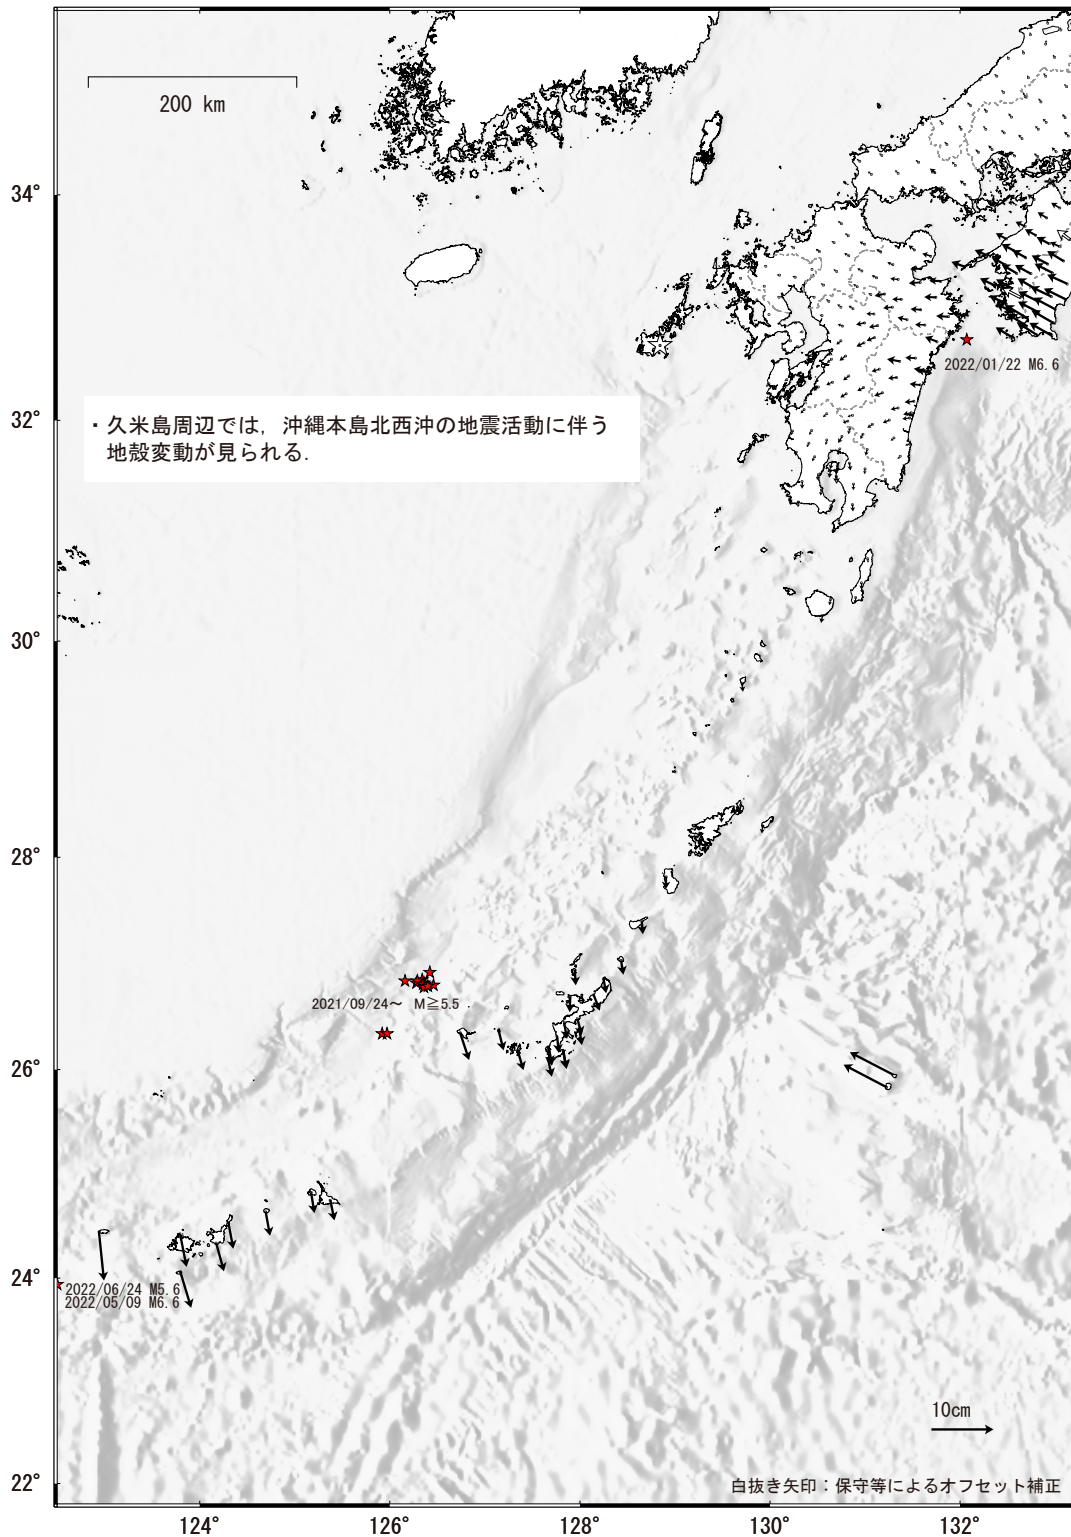 200 km
34°
2022/01/22 M6.6
32°
・久米島周辺では，沖縄本島北西沖の地震活動に伴う
地殻変動が見られる．
30°
28°
2021/09/24～ M≧5.5
26°
24°
2022/06/24 M5.6
2022/05/09 M6.6
10cm
22°
白抜き矢印：保守等によるオフセット補正
124° 126° 128° 130° 132°